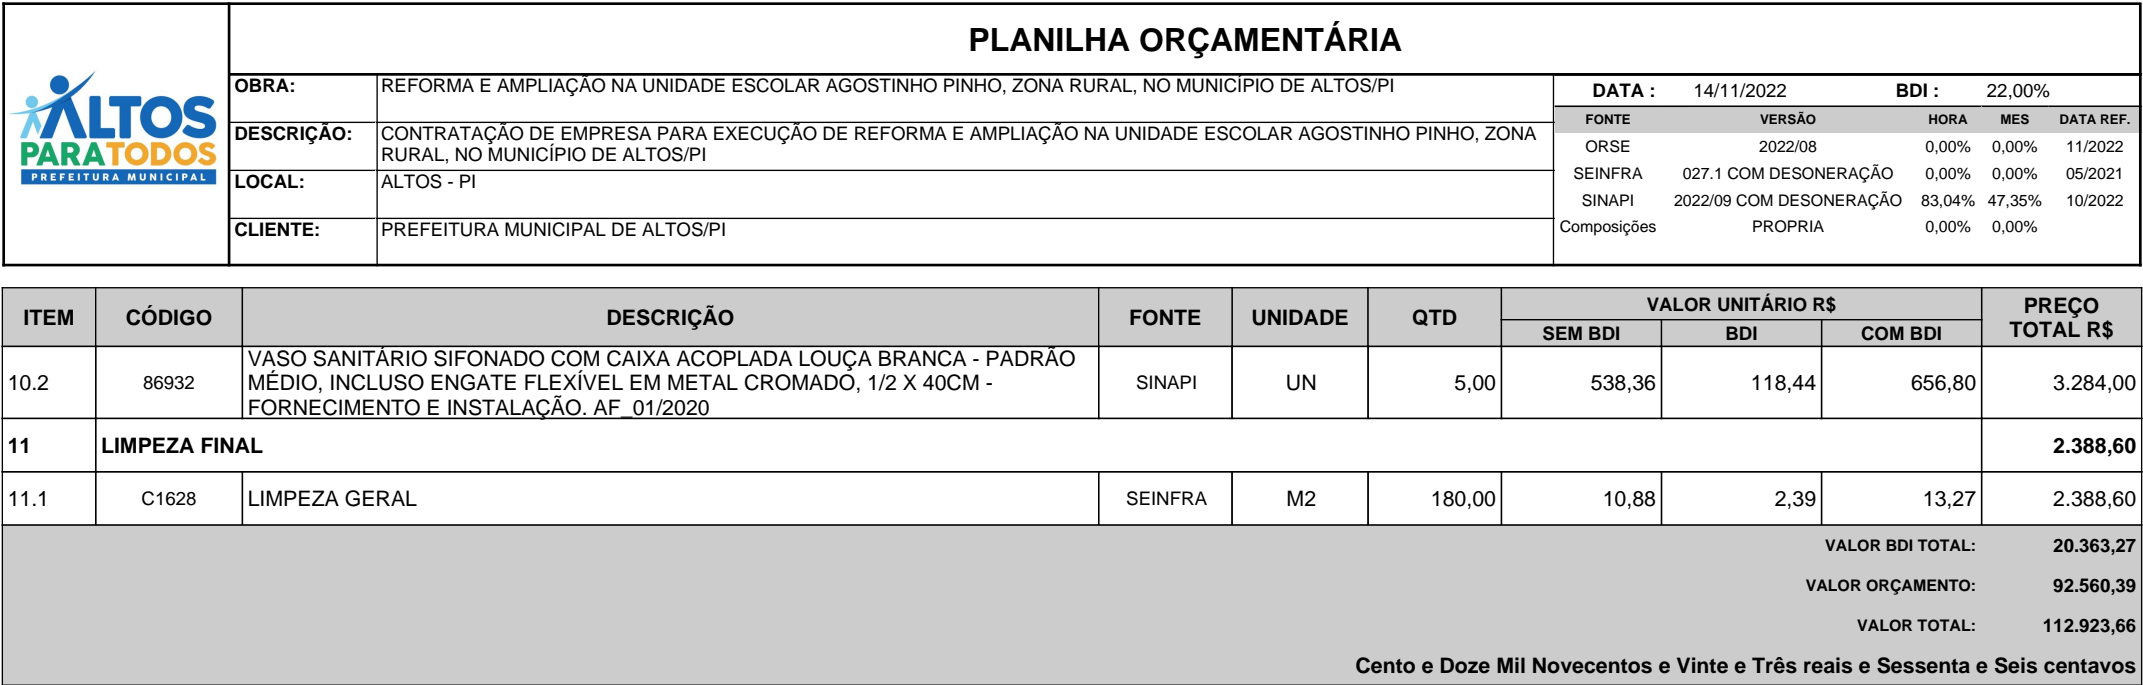 PLANILHA ORÇAMENTÁRIA
ALTOS
PARATODOS
PREFEITURA MUNICIPAL
OBRA: REFORMA E AMPLIAÇÃO NA UNIDADE ESCOLAR AGOSTINHO PINHO, ZONA RURAL, NO MUNICÍPIO DE ALTOS/PI
DESCRIÇÃO: CONTRATAÇÃO DE EMPRESA PARA EXECUÇÃO DE REFORMA E AMPLIAÇÃO NA UNIDADE ESCOLAR AGOSTINHO PINHO, ZONA
RURAL, NO MUNICÍPIO DE ALTOS/PI
LOCAL: ALTOS - PI
CLIENTE: PREFEITURA MUNICIPAL DE ALTOS/PI
DATA : 14/11/2022 BDI : 22,00%
FONTE VERSÃO HORA MES DATA REF.
ORSE 2022/08 0,00% 0,00% 11/2022
SEINFRA 027.1 COM DESONERAÇÃO 0,00% 0,00% 05/2021
SINAPI 2022/09 COM DESONERAÇÃO 83,04% 47,35% 10/2022
Composições PROPRIA 0,00% 0,00%
ITEM CÓDIGO DESCRIÇÃO FONTE UNIDADE QTD VALOR UNITÁRIO R$ PREÇO
TOTAL R$
SEM BDI BDI COM BDI
10.2 86932 VASO SANITÁRIO SIFONADO COM CAIXA ACOPLADA LOUÇA BRANCA - PADRÃO
MÉDIO, INCLUSO ENGATE FLEXÍVEL EM METAL CROMADO, 1/2 X 40CM -
FORNECIMENTO E INSTALAÇÃO. AF_01/2020
SINAPI UN 5,00 538,36 118,44 656,80 3.284,00
11 LIMPEZA FINAL 2.388,60
11.1 C1628 LIMPEZA GERAL SEINFRA M2 180,00 10,88 2,39 13,27 2.388,60
VALOR BDI TOTAL: 20.363,27
VALOR ORÇAMENTO: 92.560,39
VALOR TOTAL: 112.923,66
Cento e Doze Mil Novecentos e Vinte e Três reais e Sessenta e Seis centavos